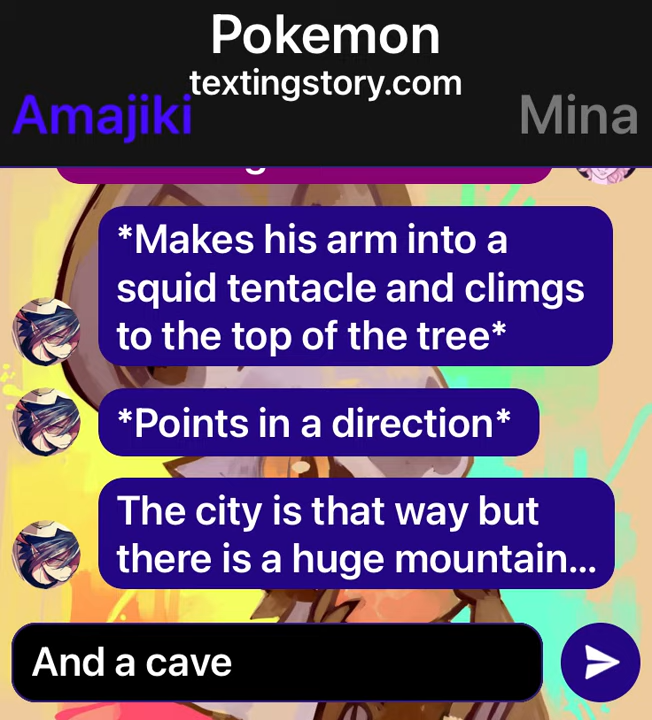 Pokemon
textingstory.com
Amajiki
Mina
*Makes his arm into a
squid tentacle and climgs
to the top of the tree*
*Points in a direction*
The city is that way but
there is a huge mountain...
And a cave